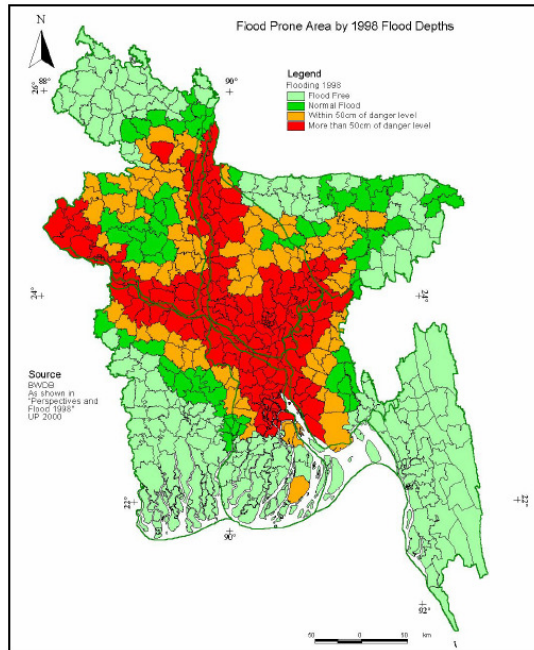 Flood Prone Area by 1998 Flood Depths
N
26° 88°
90°
Legend
Flooding 1998
Flood Free
Normal Flood
Within 50cm of danger level
More than 50cm of danger level
24°
24°
Source
BWDB
As shown in
"Perspectives and
Flood 1998"
UP 2000
22°
22°
90°
92°
50 0 50 km